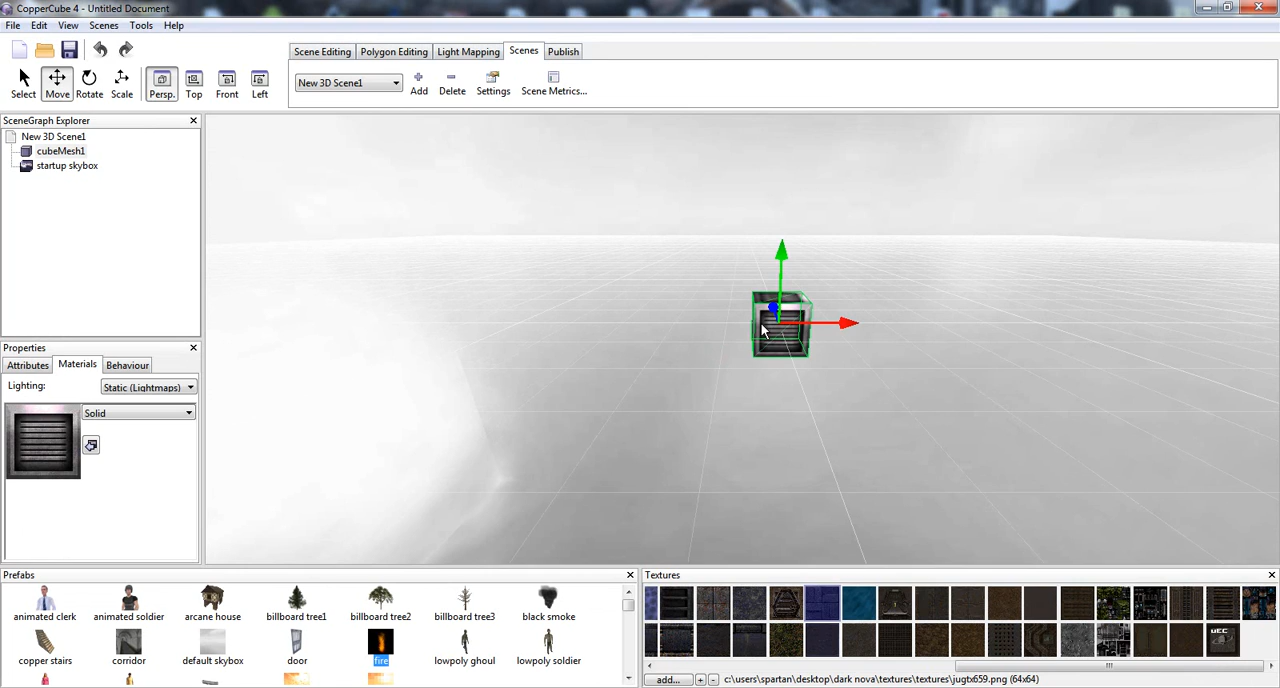 CopperCube 4 - Untitled Document
File Edit View Scenes Tools Help
Scene Editing Polygon Editing Light Mapping Scenes Publish
New 3D Scene1
Add Delete Settings Scene Metrics...
Select Move Rotate Scale Persp. Top Front Left
SceneGraph Explorer
New 3D Scene1
cubeMesh1
startup skybox
Properties
Attributes Materials Behaviour
Lighting: Static (Lightmaps)
Solid
Prefabs
animated clerk animated soldier arcane house billboard tree1 billboard tree2 billboard tree3 black smoke
copper stairs corridor default skybox door fire lowpoly ghoul lowpoly soldier
Textures
UEC
add... + - c:\users\spartan\desktop\dark nova\textures\textures\jugtx659.png (64x64)